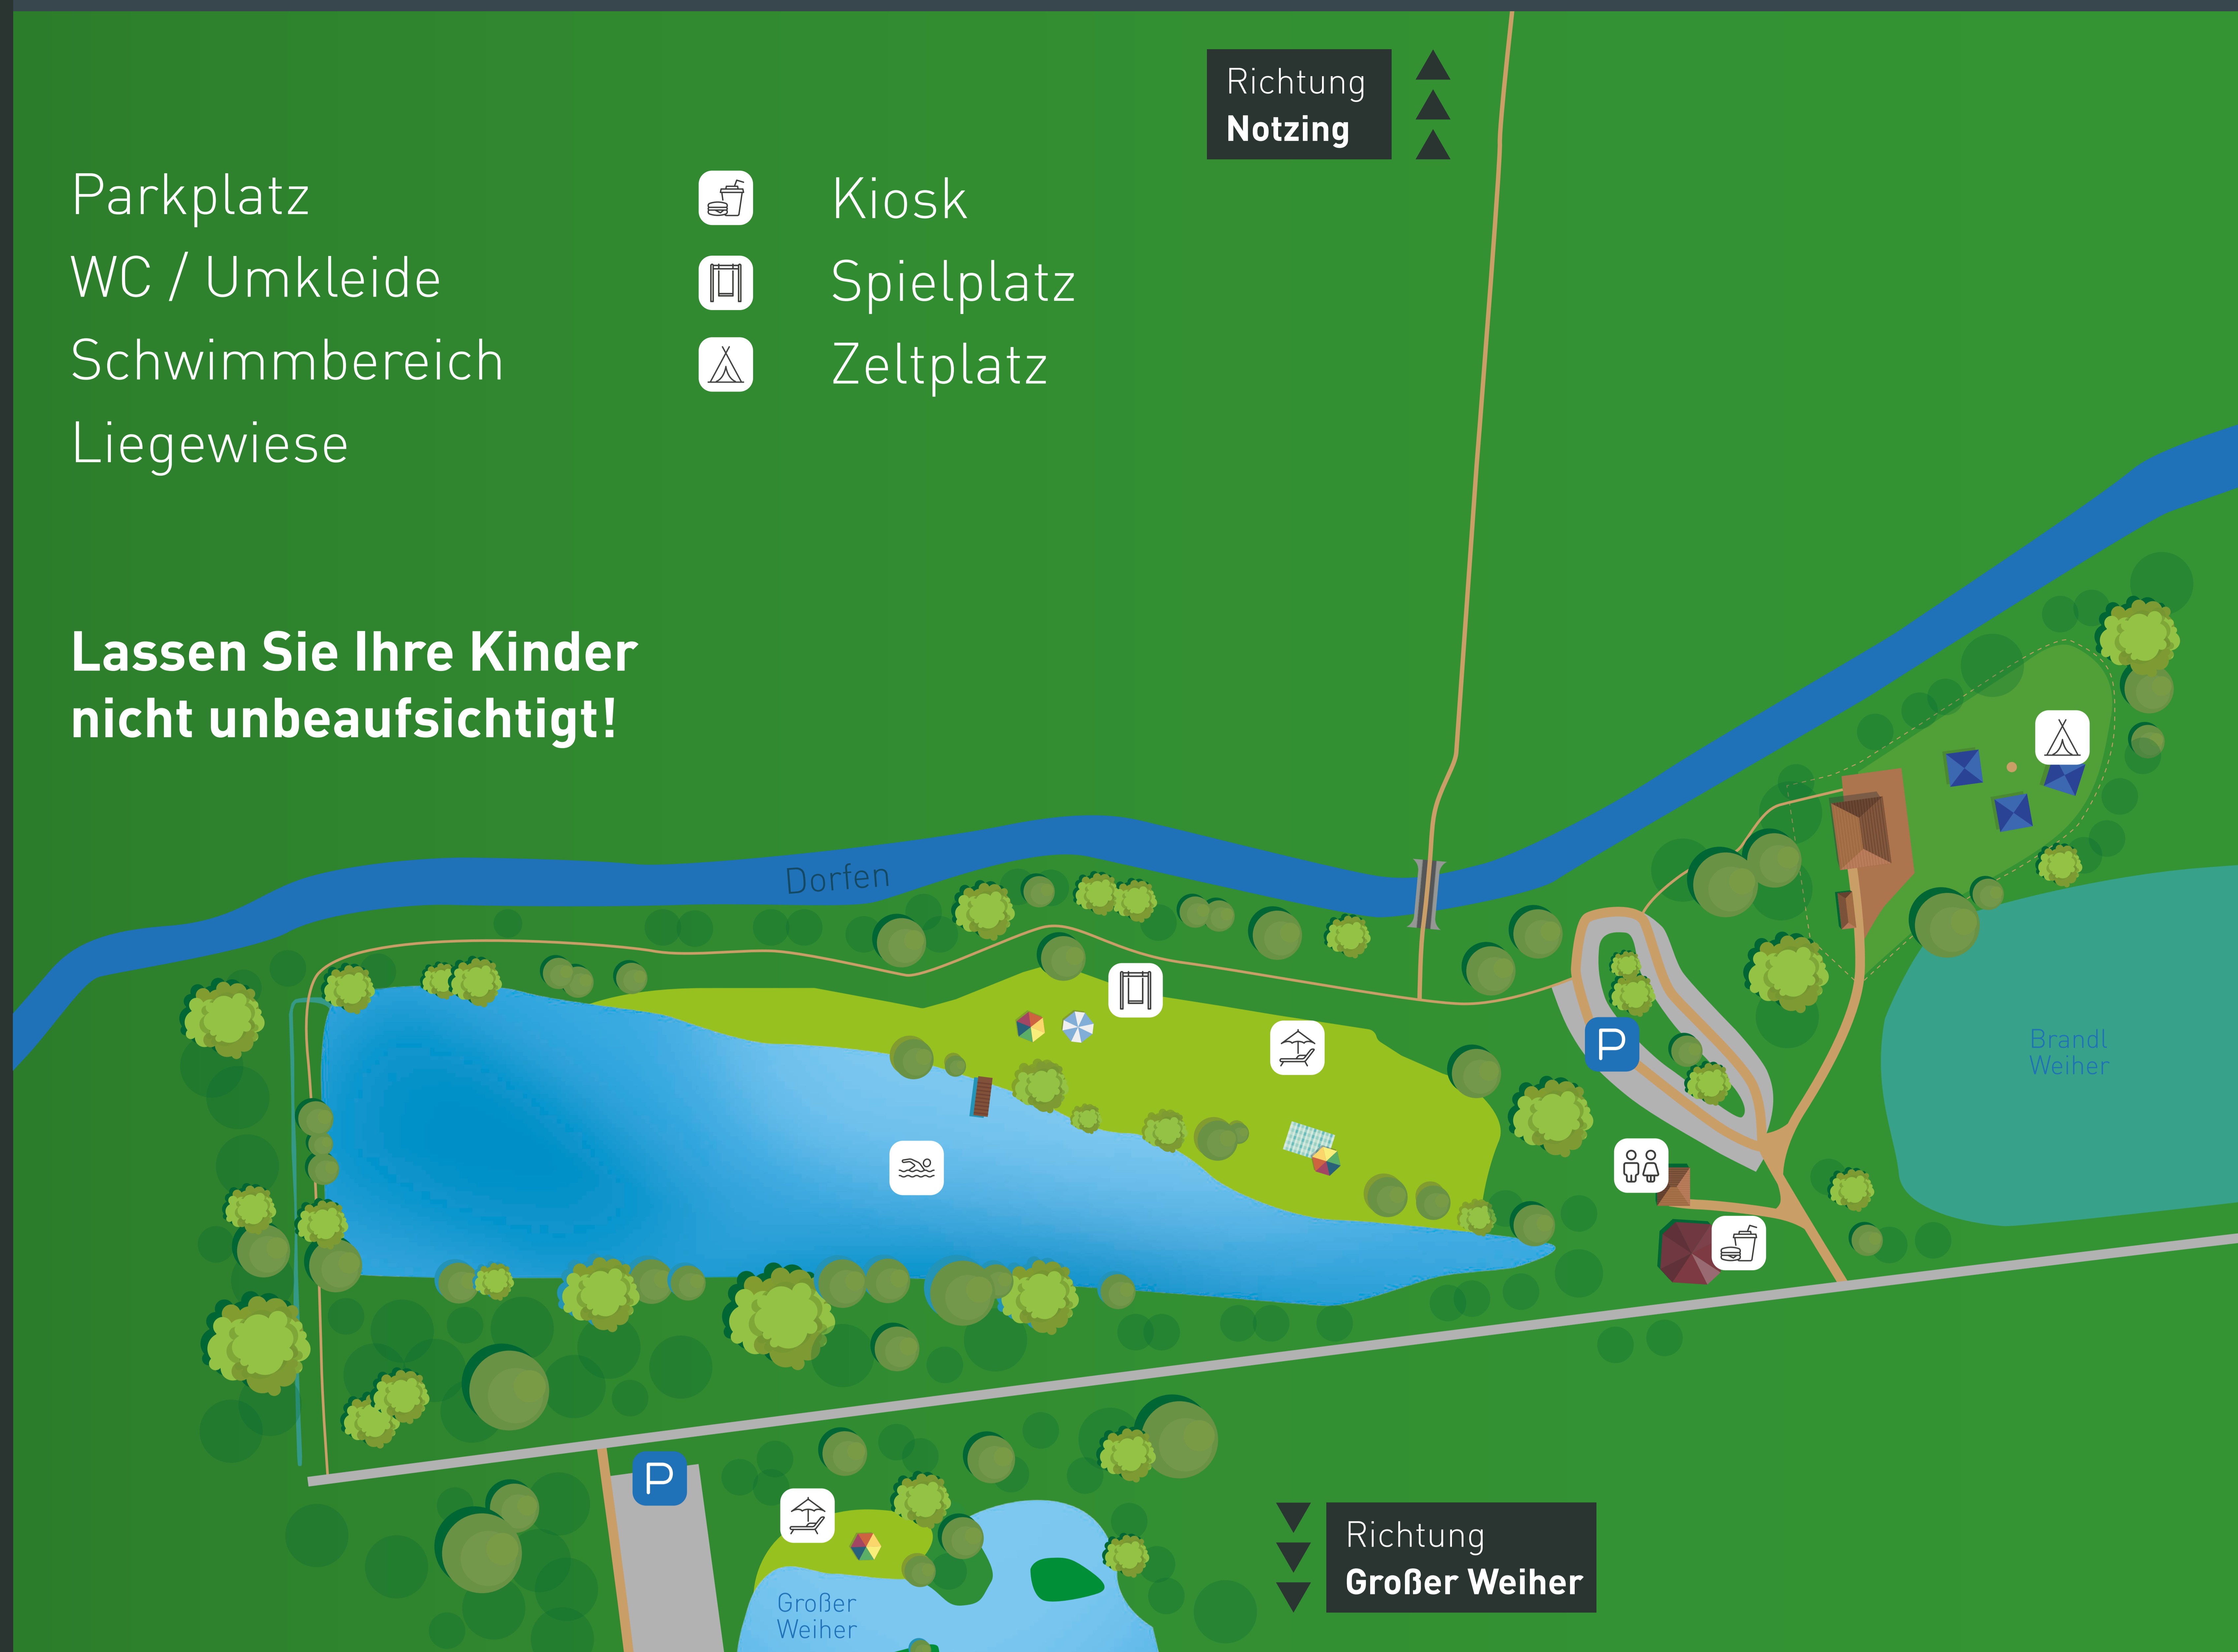 Richtung
Notzing
Parkplatz
WC / Umkleide
Schwimmbereich
Liegewiese
Kiosk
Spielplatz
Zeltplatz
Lassen Sie Ihre Kinder
nicht unbeaufsichtigt!
Dorfen
P
Brandl
Weiher
P
Richtung
Großer Weiher
Großer
Weiher